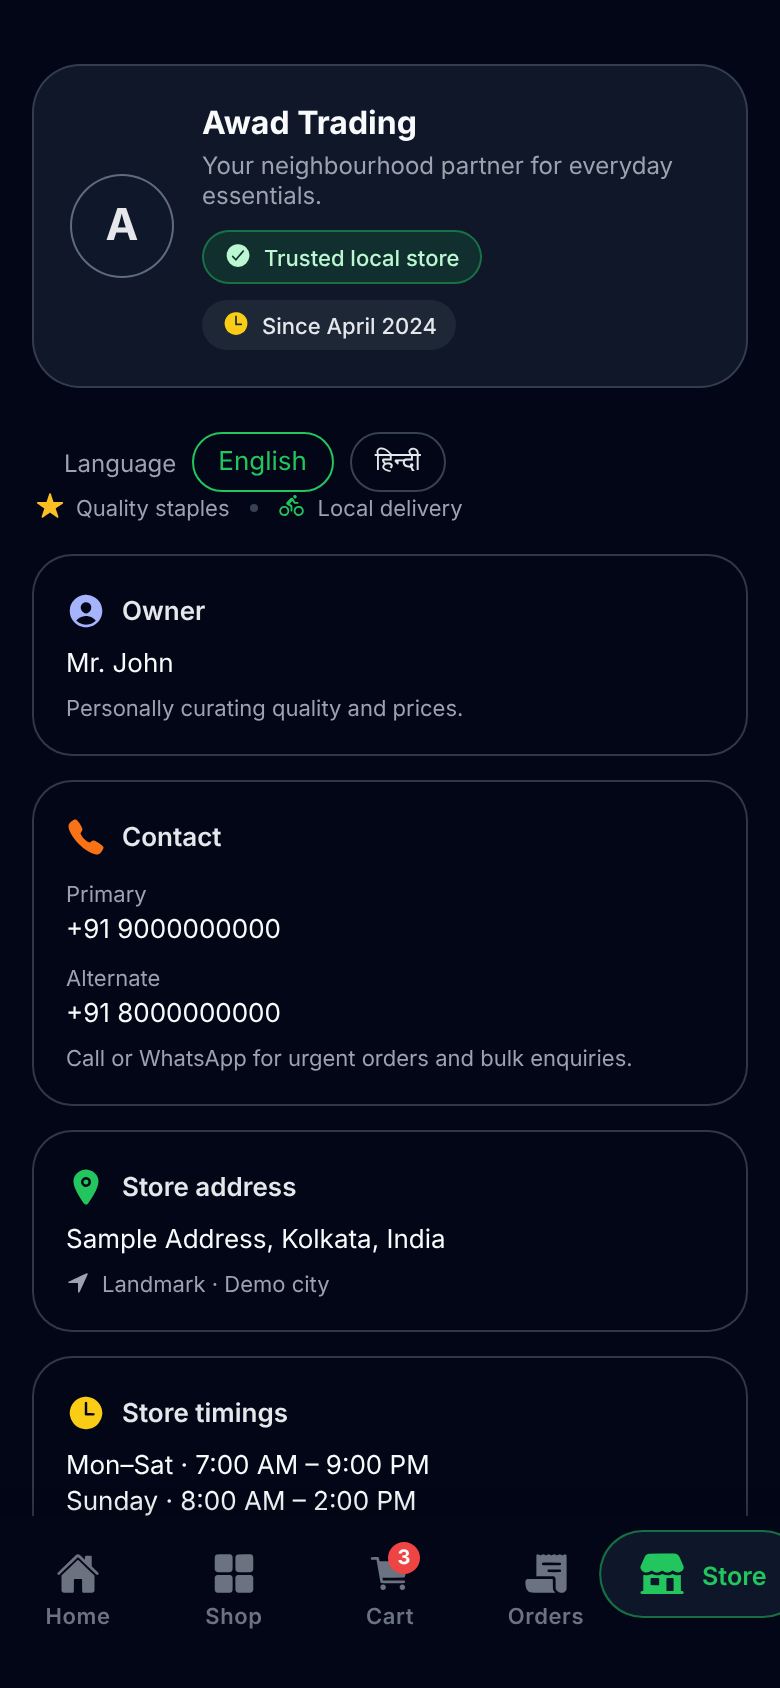 Awad Trading
Your neighbourhood partner for everyday
essentials.
A
Trusted local store
Since April 2024
Language English हिन्दी
Quality staples • Local delivery
Owner
Mr. John
Personally curating quality and prices.
Contact
Primary
+91 9000000000
Alternate
+91 8000000000
Call or WhatsApp for urgent orders and bulk enquiries.
Store address
Sample Address, Kolkata, India
Landmark · Demo city
Store timings
Mon–Sat · 7:00 AM – 9:00 PM
Sunday · 8:00 AM – 2:00 PM
3
Home Shop Cart Orders Store